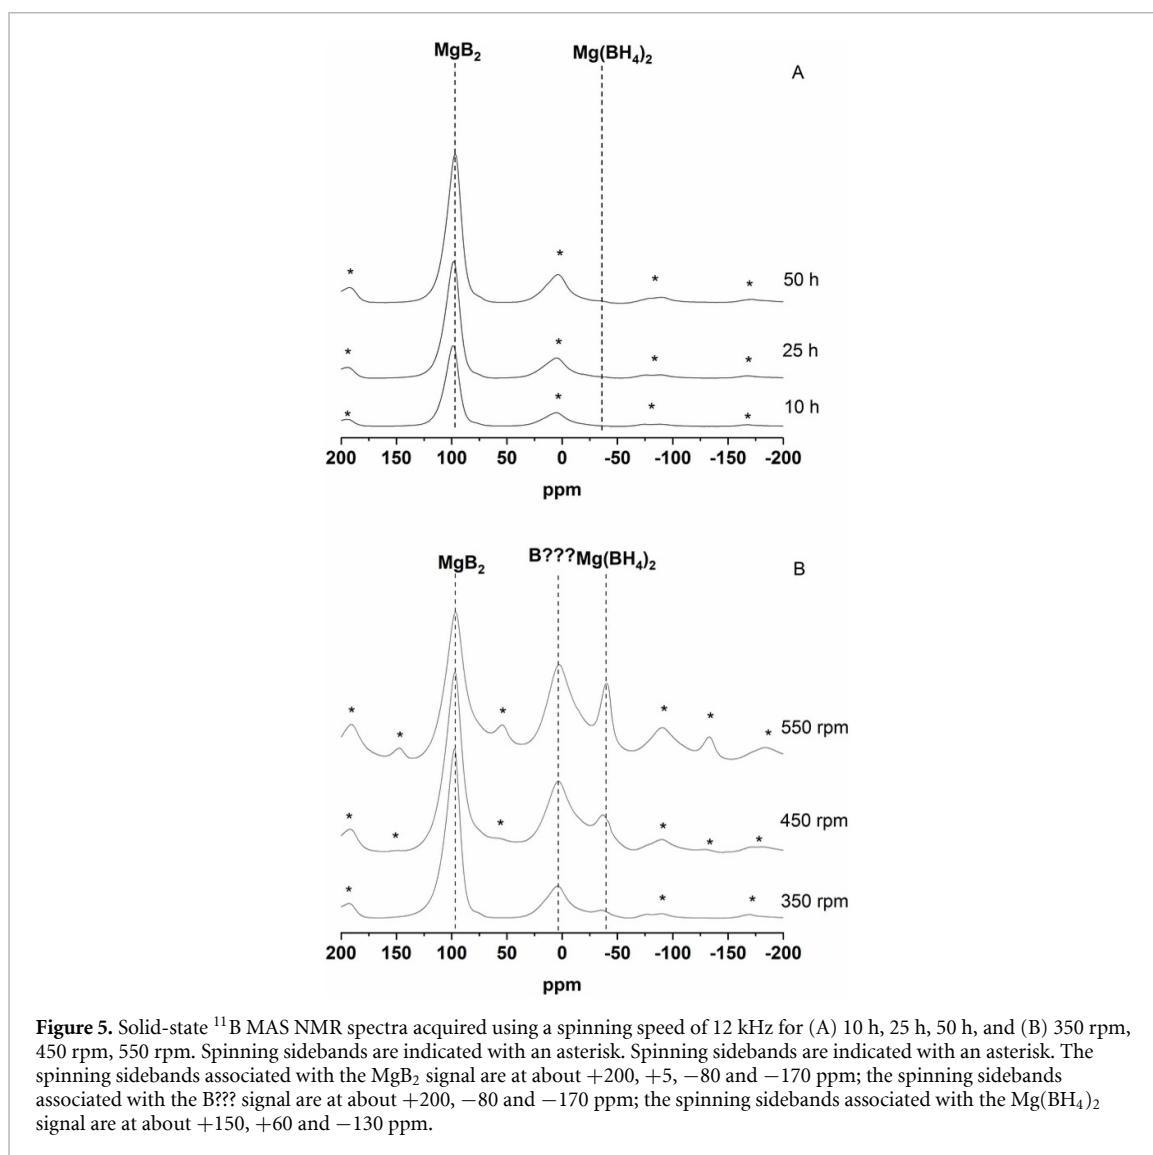 MgB₂ Mg(BH₄)₂
A
*
* * * 50 h
* * * * 25 h
* * * * 10 h
200 150 100 50 0 -50 -100 -150 -200
ppm
MgB₂ B??? Mg(BH₄)₂ B
* * * * * * 550 rpm
* * * * * * 450 rpm
* * * 350 rpm
200 150 100 50 0 -50 -100 -150 -200
ppm
Figure 5. Solid-state ¹¹B MAS NMR spectra acquired using a spinning speed of 12 kHz for (A) 10 h, 25 h, 50 h, and (B) 350 rpm,
450 rpm, 550 rpm. Spinning sidebands are indicated with an asterisk. Spinning sidebands are indicated with an asterisk. The
spinning sidebands associated with the MgB₂ signal are at about +200, +5, −80 and −170 ppm; the spinning sidebands
associated with the B??? signal are at about +200, −80 and −170 ppm; the spinning sidebands associated with the Mg(BH₄)₂
signal are at about +150, +60 and −130 ppm.